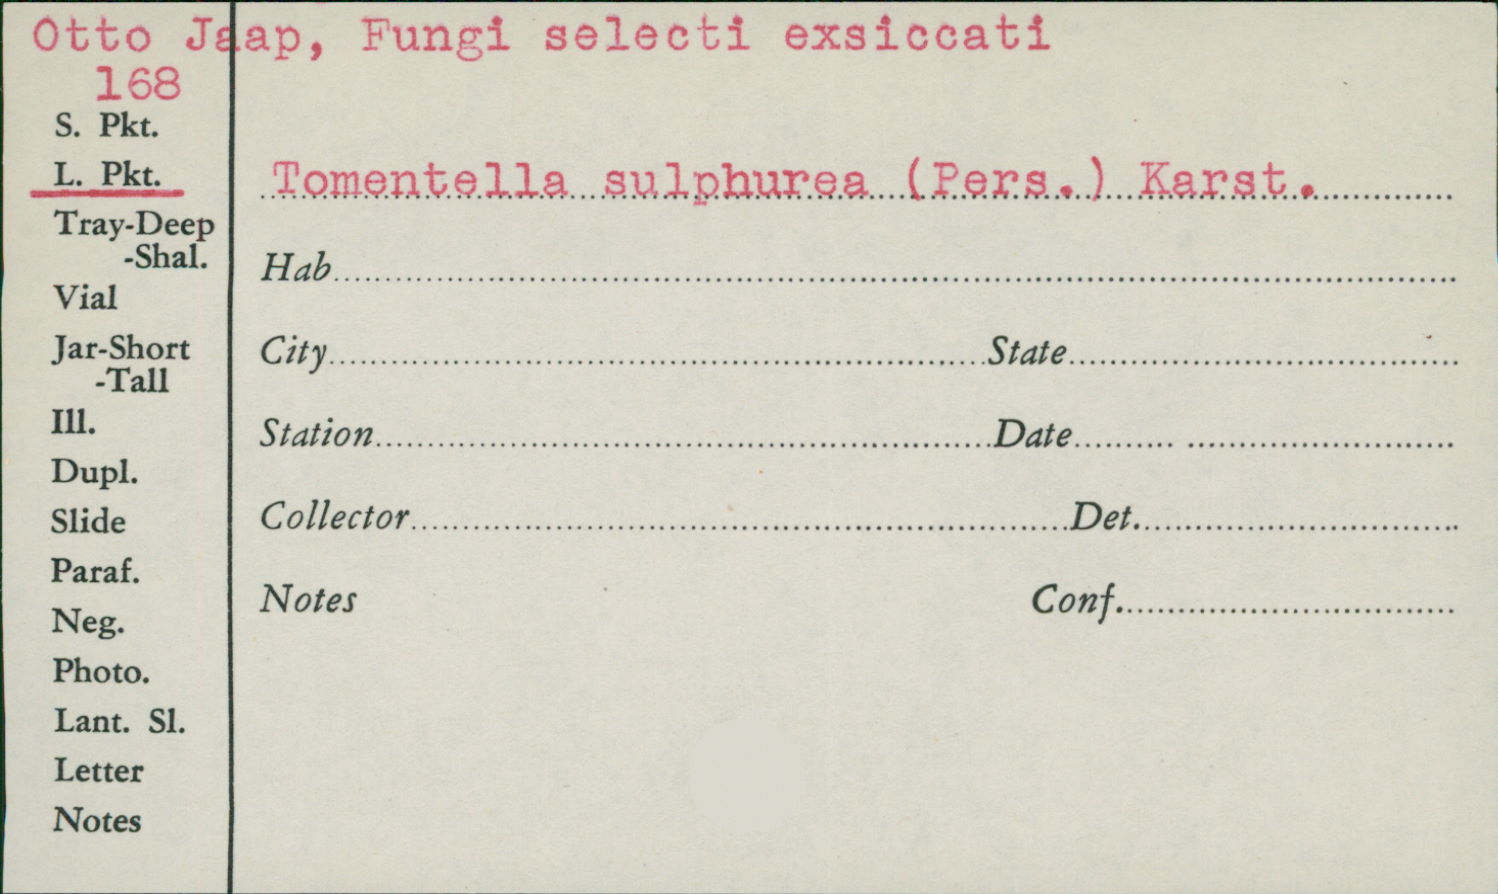 Otto Jaap, Fungi selecti exsiccati
168
S. Pkt.
L. Pkt.
Tray-Deep
-Shal.
Vial
Jar-Short
-Tall
Ill.
Dupl.
Slide
Paraf.
Neg.
Photo.
Lant. Sl.
Letter
Notes
Tomentella sulphurea (Pers.) Karst.
Hab
City State
Station Date
Collector Det.
Notes Conf.